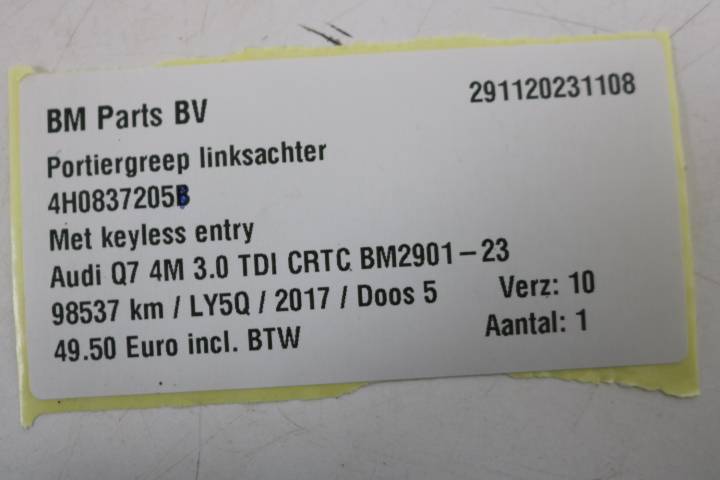 BM Parts BV
291120231108
Portiergreep linksachter
4H0837205B
Met keyless entry
Audi Q7 4M 3.0 TDI CRTC BM2901-23
98537 km / LY5Q / 2017 / Doos 5
Verz: 10
49.50 Euro incl. BTW
Aantal: 1